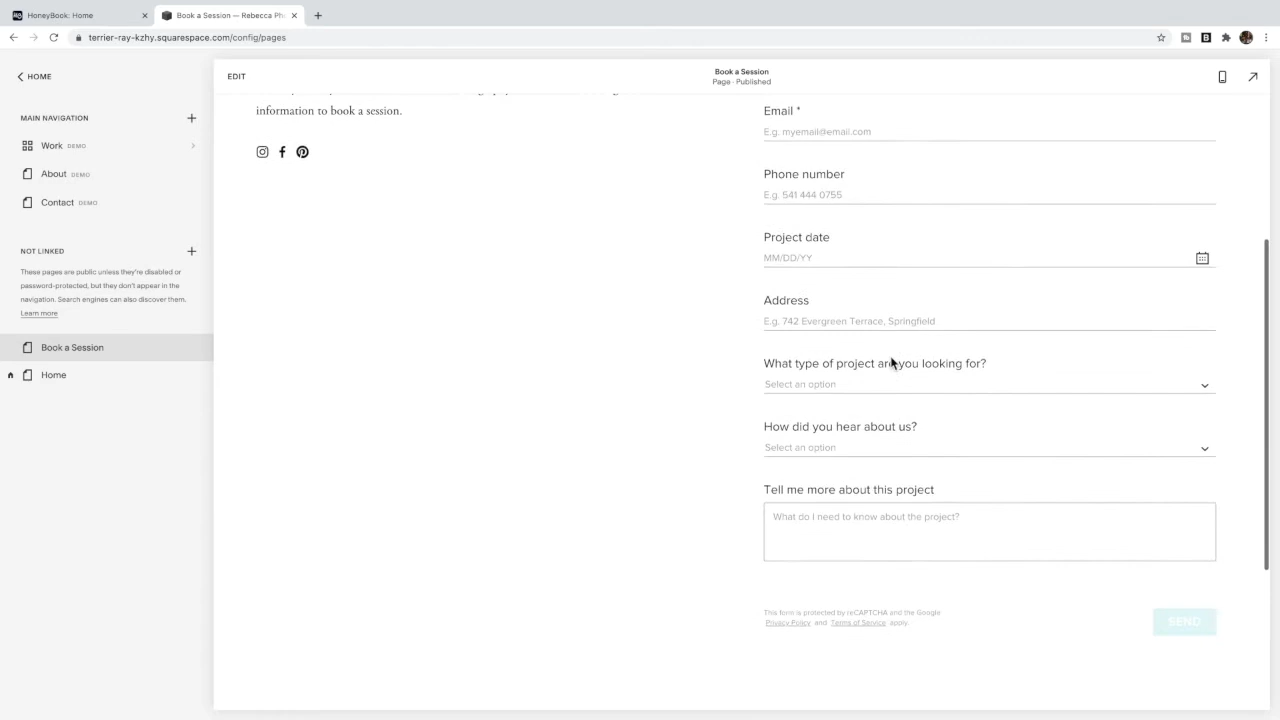 HoneyBook: Home
Book a Session — Rebecca Ph
terrier-ray-kzhy.squarespace.com/config/pages
HOME
EDIT
Book a Session
Page · Published
MAIN NAVIGATION
Work DEMO
About DEMO
Contact DEMO
NOT LINKED
These pages are public unless they're disabled or
password-protected, but they don't appear in the
navigation. Search engines can also discover them.
Learn more
Book a Session
Home
information to book a session.
Email *
E.g. myemail@email.com
Phone number
E.g. 541 444 0755
Project date
MM/DD/YY
Address
E.g. 742 Evergreen Terrace, Springfield
What type of project are you looking for?
Select an option
How did you hear about us?
Select an option
Tell me more about this project
What do I need to know about the project?
This form is protected by reCAPTCHA and the Google
Privacy Policy and Terms of Service apply.
SEND